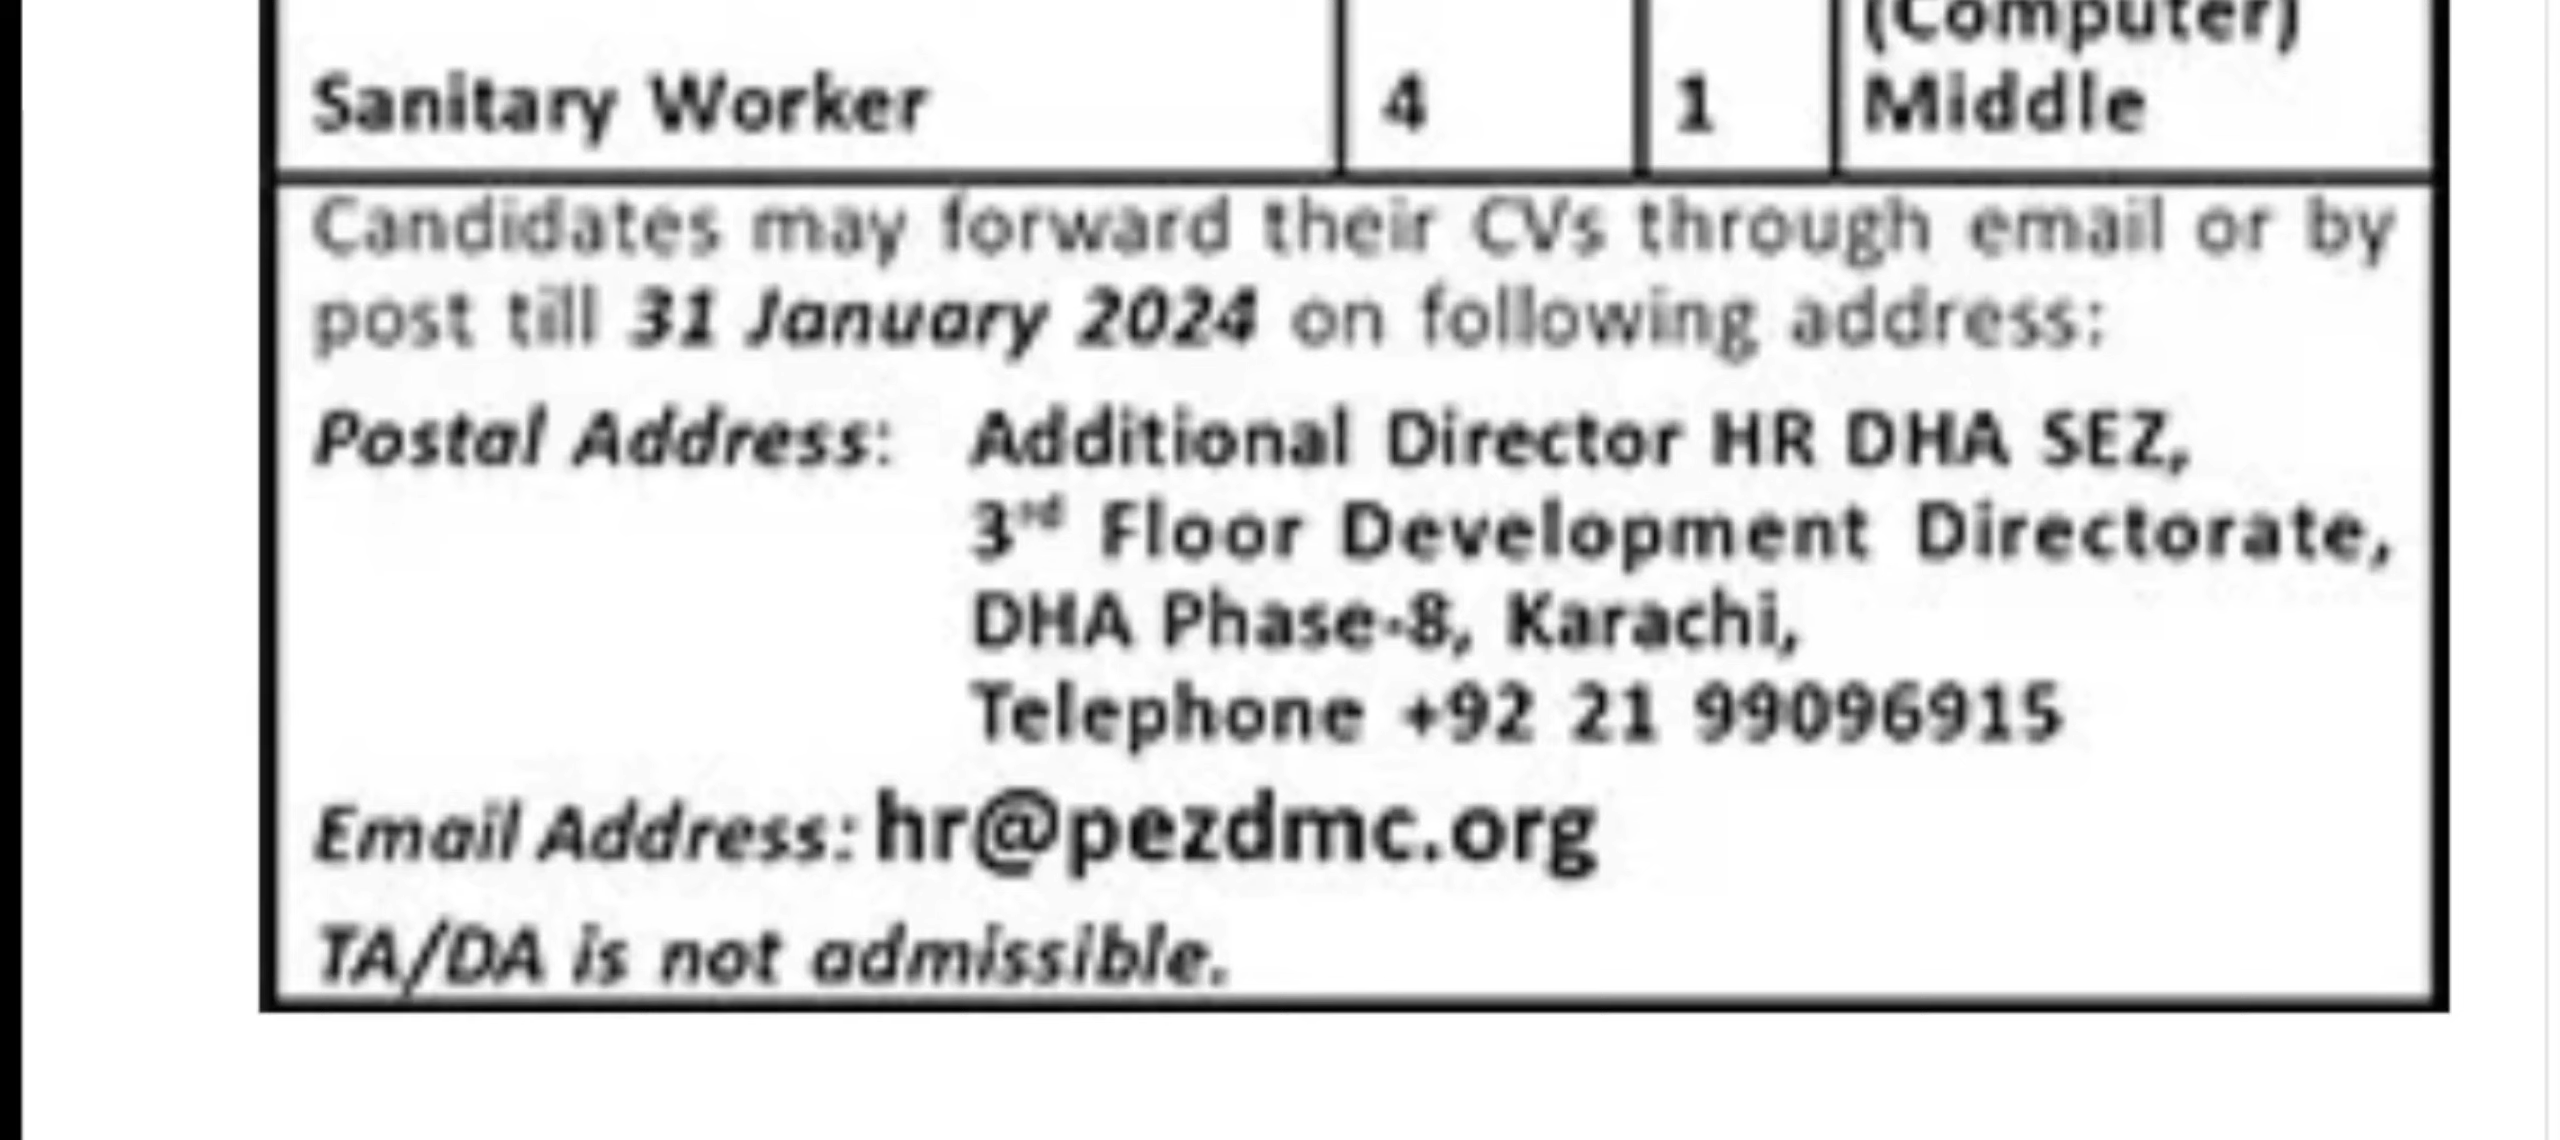 (Computer)
Sanitary Worker 4 1 Middle
Candidates may forward their CVs through email or by
post till 31 January 2024 on following address:
Postal Address: Additional Director HR DHA SEZ,
3rd Floor Development Directorate,
DHA Phase-8, Karachi,
Telephone +92 21 99096915
Email Address: hr@pezdmc.org
TA/DA is not admissible.